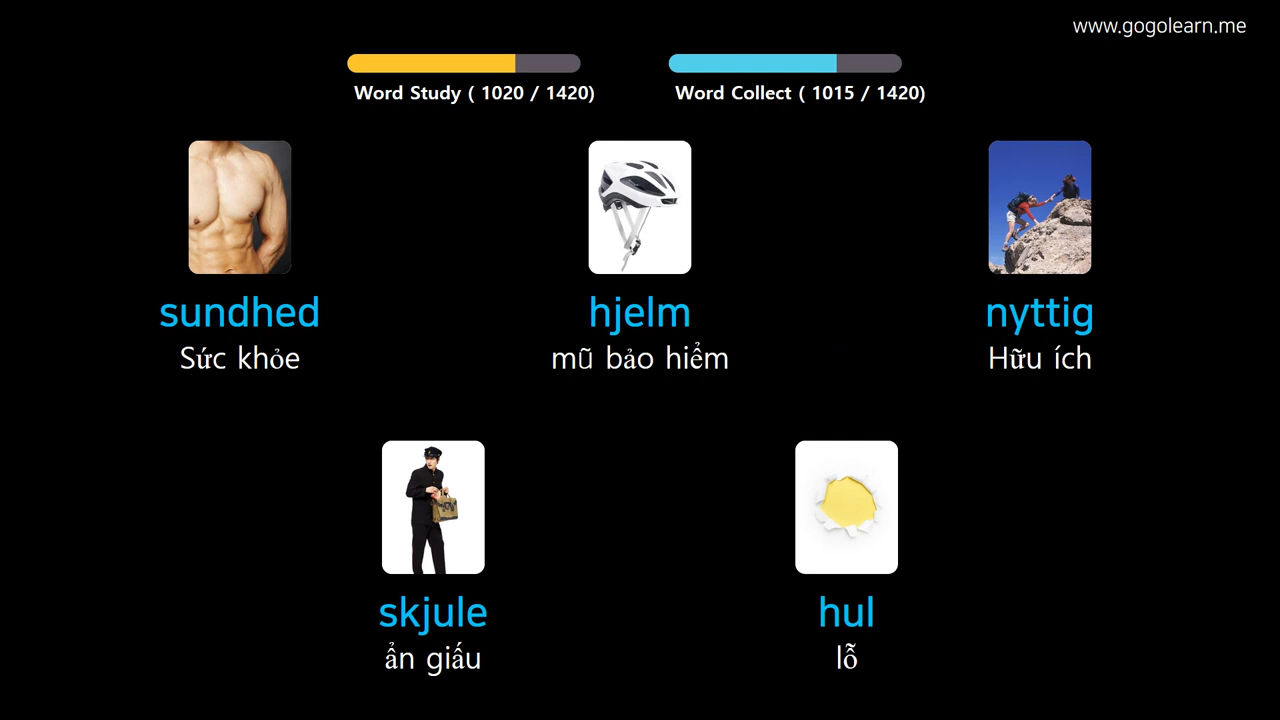 www.gogolearn.me
Word Study ( 1020 / 1420)
Word Collect ( 1015 / 1420)
sundhed
Sức khỏe
hjelm
mũ bảo hiểm
nyttig
Hữu ích
skjule
ẩn giấu
hul
lỗ